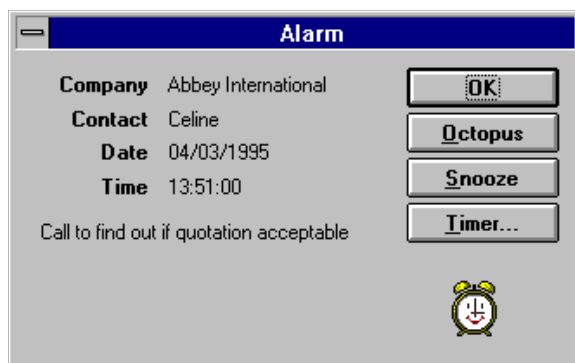 Alarm
Company Abbey International
Contact Celine
Date 04/03/1995
Time 13:51:00
Call to find out if quotation acceptable
OK
Octopus
Snooze
Timer...